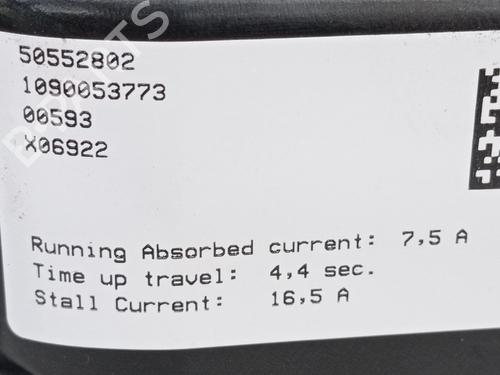 50552802
1090053773
00593
X06922
Running Absorbed current: 7,5 A
Time up travel: 4,4 sec.
Stall Current: 16,5 A